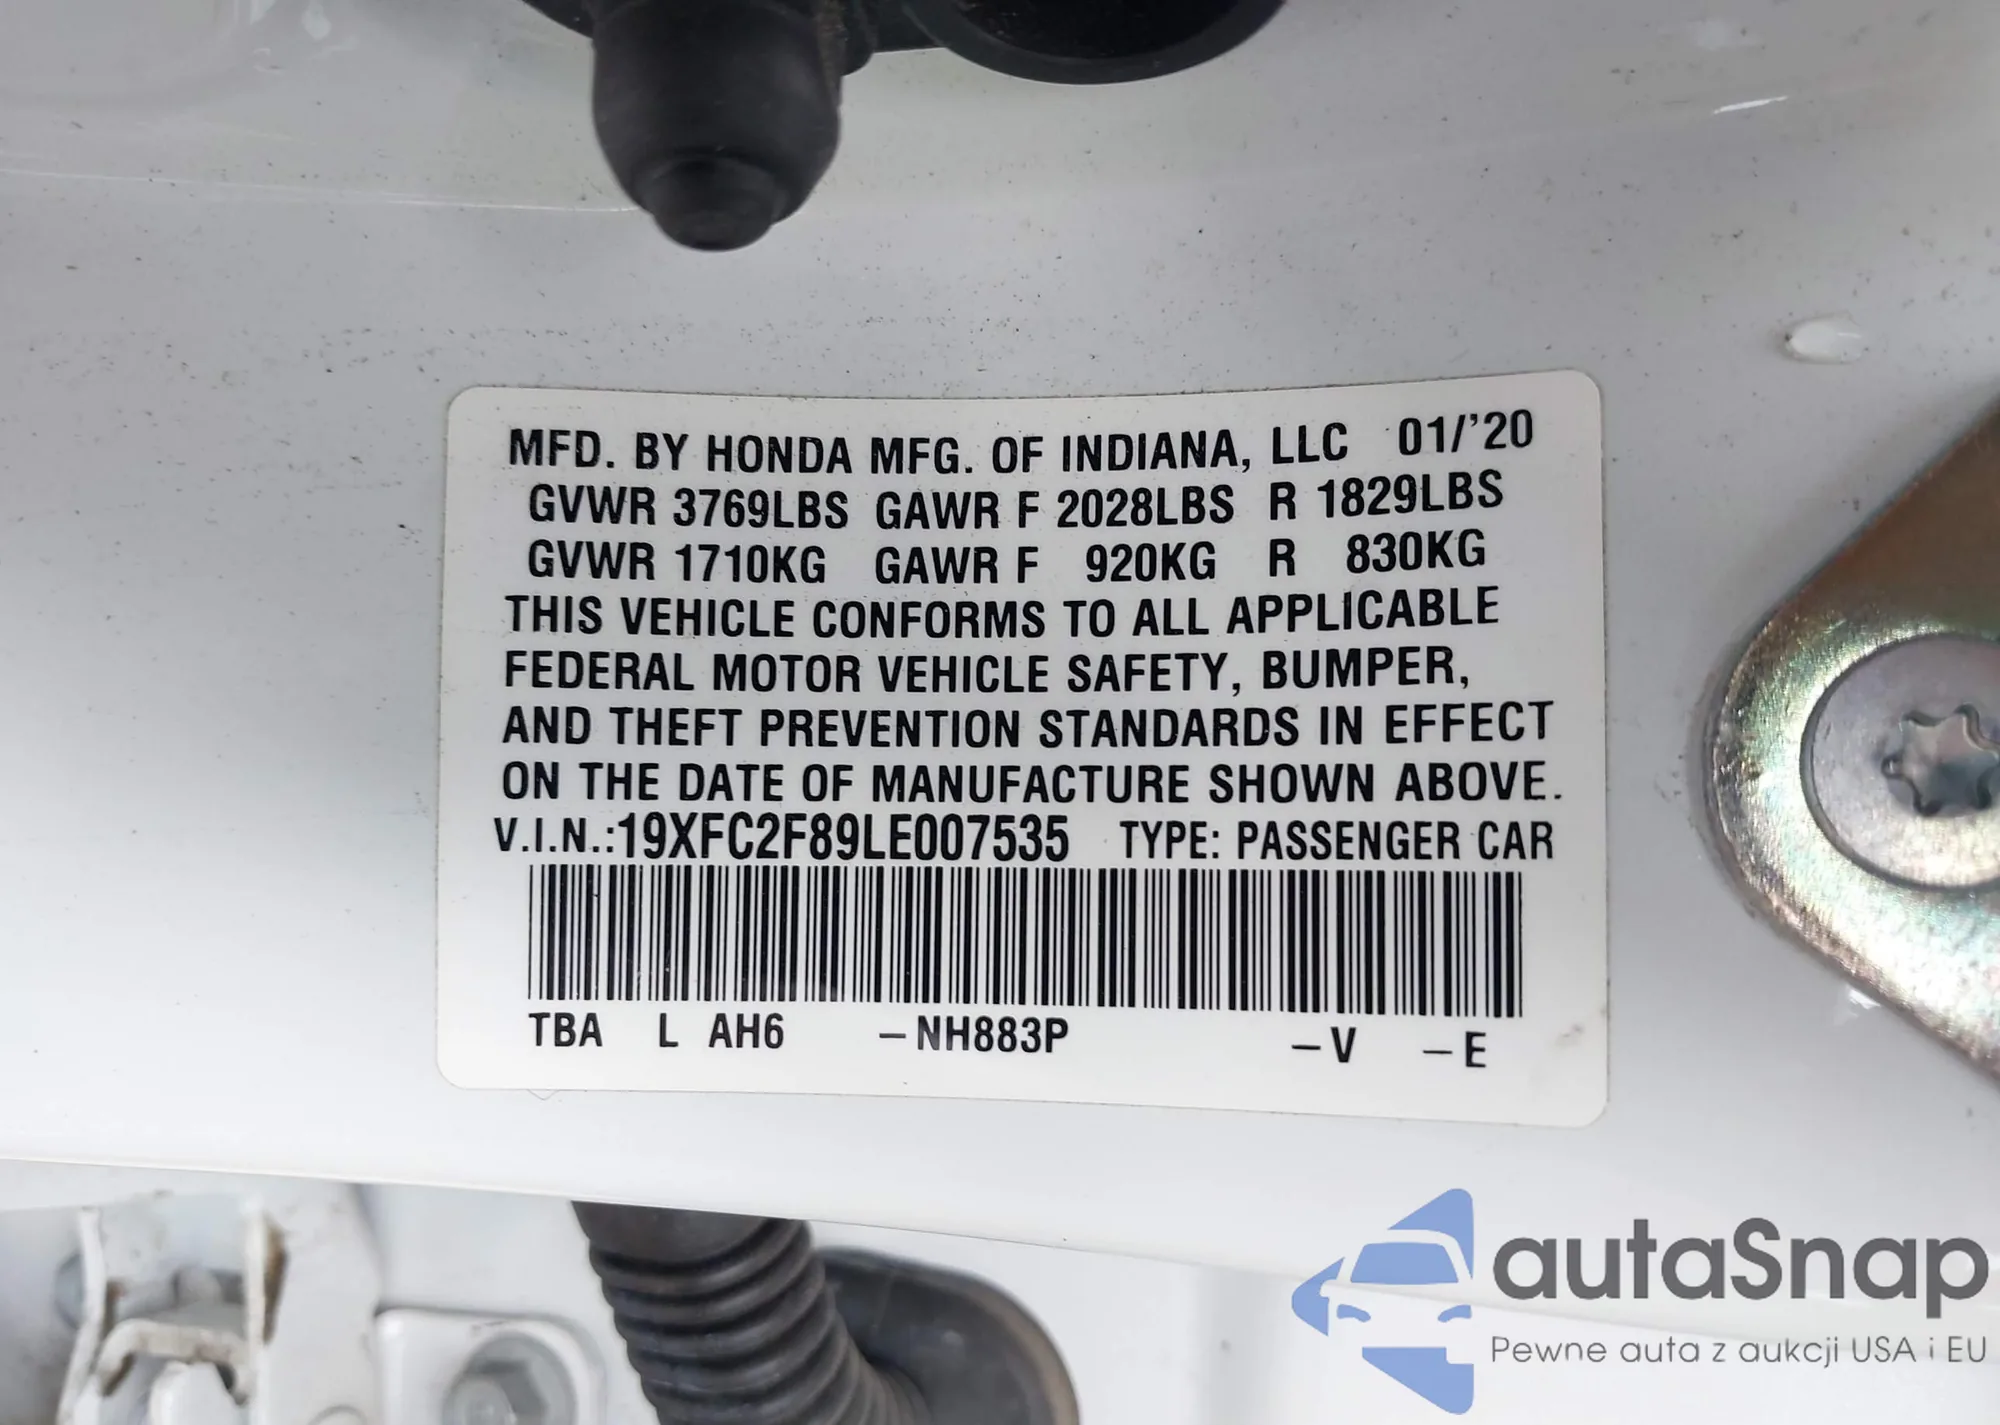 MFD. BY HONDA MFG. OF INDIANA, LLC 01/'20
GVWR 3769LBS GAWR F 2028LBS R 1829LBS
GVWR 1710KG GAWR F 920KG R 830KG
THIS VEHICLE CONFORMS TO ALL APPLICABLE
FEDERAL MOTOR VEHICLE SAFETY, BUMPER,
AND THEFT PREVENTION STANDARDS IN EFFECT
ON THE DATE OF MANUFACTURE SHOWN ABOVE.
V.I.N.:19XFC2F89LE007535 TYPE: PASSENGER CAR
TBA L AH6 –NH883P –V –E
autaSnap
Pewne auta z aukcji USA i EU